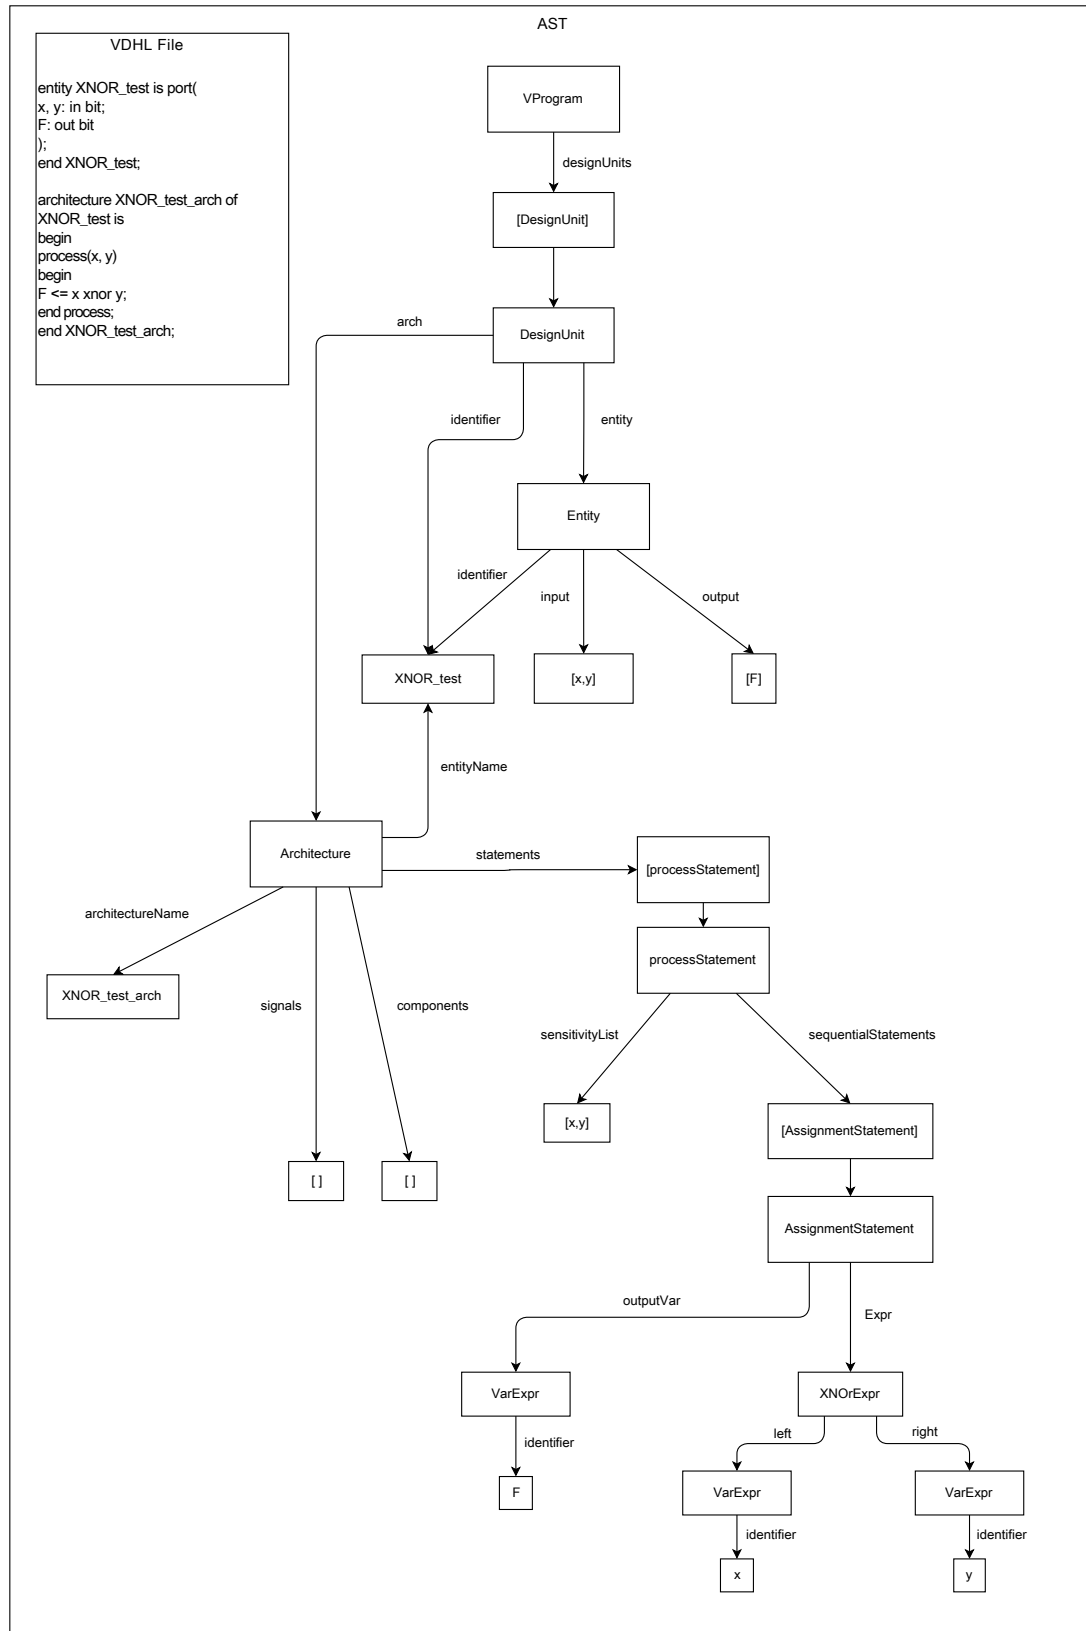 AST
VDHL File
entity XNOR_test is port(
x, y: in bit;
F: out bit
);
end XNOR_test;
architecture XNOR_test_arch of
XNOR_test is
begin
process(x, y)
begin
F <= x xnor y;
end process;
end XNOR_test_arch;
VProgram
designUnits
[DesignUnit]
DesignUnit
arch
identifier
entity
Entity
identifier
input
output
XNOR_test
[x,y]
[F]
entityName
Architecture
statements
[processStatement]
architectureName
processStatement
XNOR_test_arch
signals
components
sensitivityList
sequentialStatements
[x,y]
[AssignmentStatement]
[ ]
[ ]
AssignmentStatement
outputVar
Expr
VarExpr
XNOrExpr
identifier
left
right
F
VarExpr
VarExpr
identifier
identifier
x
y